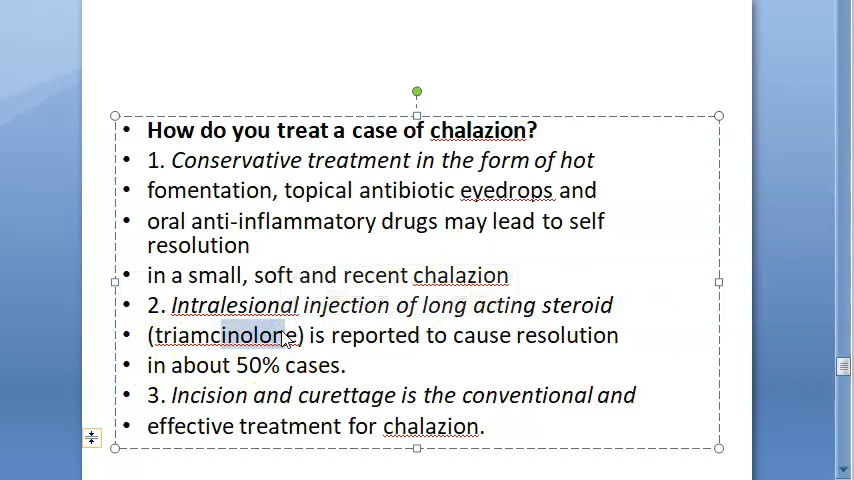 • How do you treat a case of chalazion?
• 1. Conservative treatment in the form of hot
• fomentation, topical antibiotic eyedrops and
• oral anti-inflammatory drugs may lead to self
resolution
• in a small, soft and recent chalazion
• 2. Intralesional injection of long acting steroid
• (triamcinolone) is reported to cause resolution
• in about 50% cases.
• 3. Incision and curettage is the conventional and
• effective treatment for chalazion.